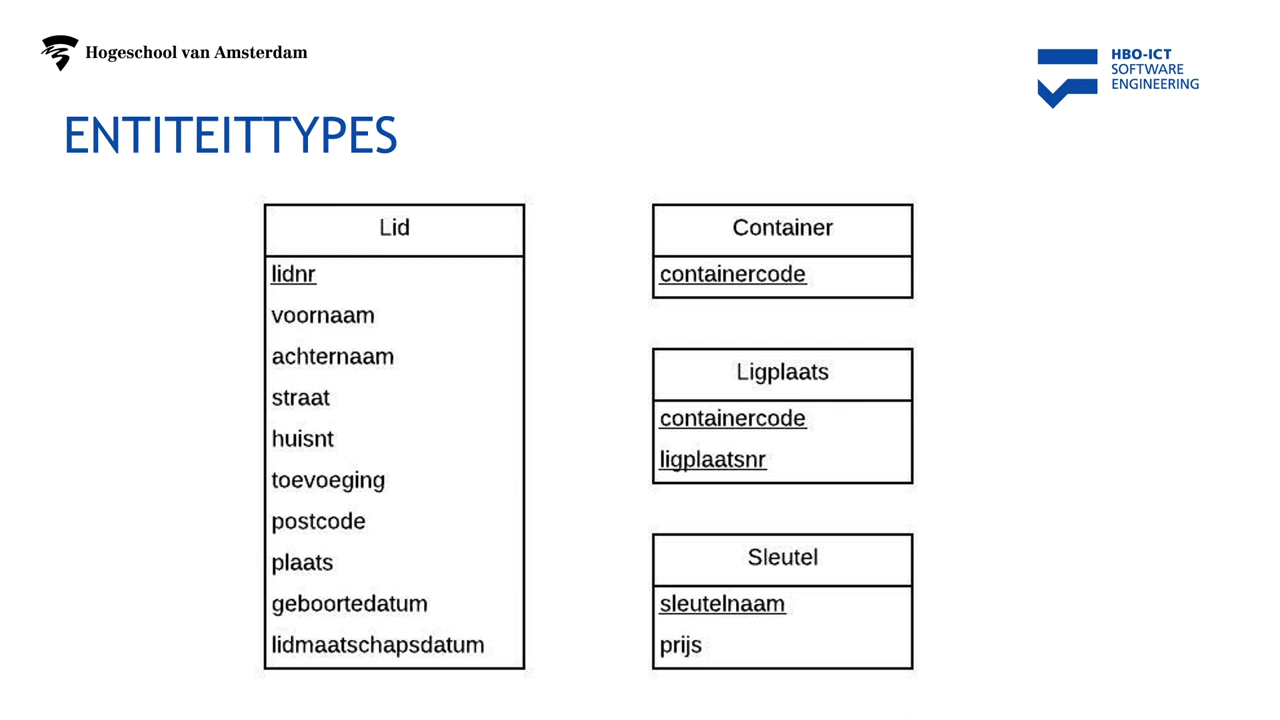 Hogeschool van Amsterdam
HBO-ICT
SOFTWARE
ENGINEERING
ENTITEITTYPES
Lid
lidnr
voornaam
achternaam
straat
huisnt
toevoeging
postcode
plaats
geboortedatum
lidmaatschapsdatum
Container
containercode
Ligplaats
containercode
ligplaatsnr
Sleutel
sleutelnaam
prijs